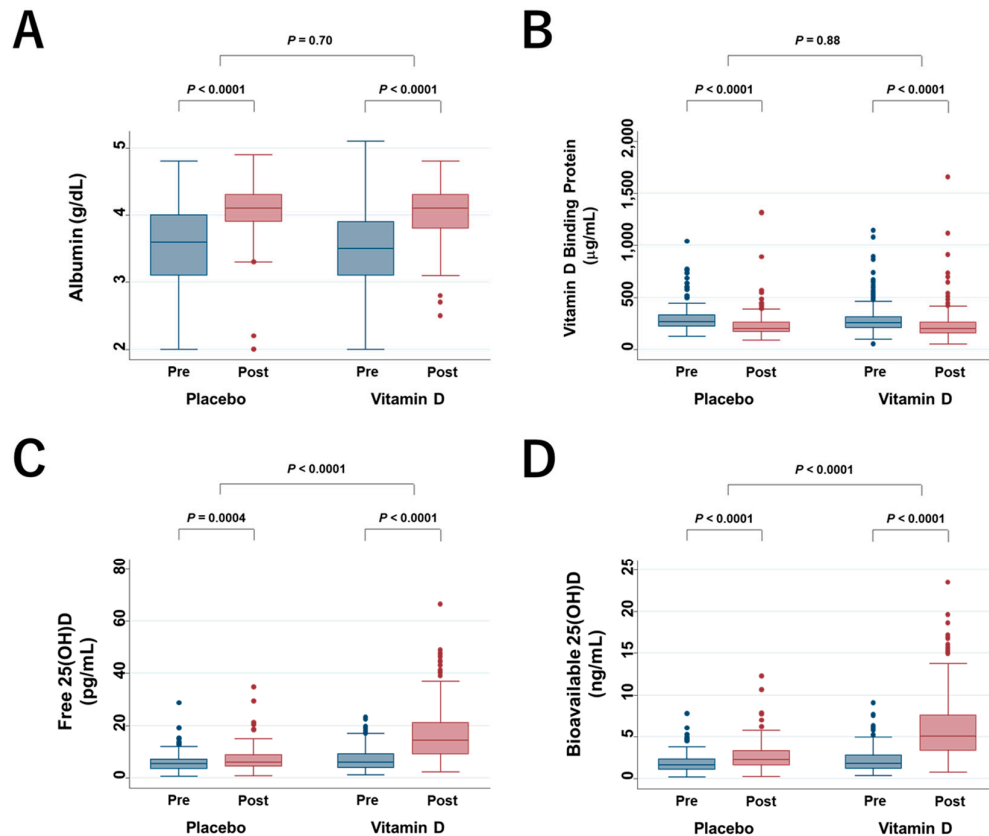 A
P = 0.70
P < 0.0001
P < 0.0001
Albumin (g/dL)
5
4
3
2
Pre
Post
Pre
Post
Placebo
Vitamin D
B
P = 0.88
P < 0.0001
P < 0.0001
Vitamin D Binding Protein
(µg/mL)
2,000
1,500
1,000
500
0
Pre
Post
Pre
Post
Placebo
Vitamin D
C
P < 0.0001
P = 0.0004
P < 0.0001
Free 25(OH)D
(pg/mL)
80
60
40
20
0
Pre
Post
Pre
Post
Placebo
Vitamin D
D
P < 0.0001
P < 0.0001
P < 0.0001
Bioavailable 25(OH)D
(ng/mL)
25
20
15
10
5
0
Pre
Post
Pre
Post
Placebo
Vitamin D